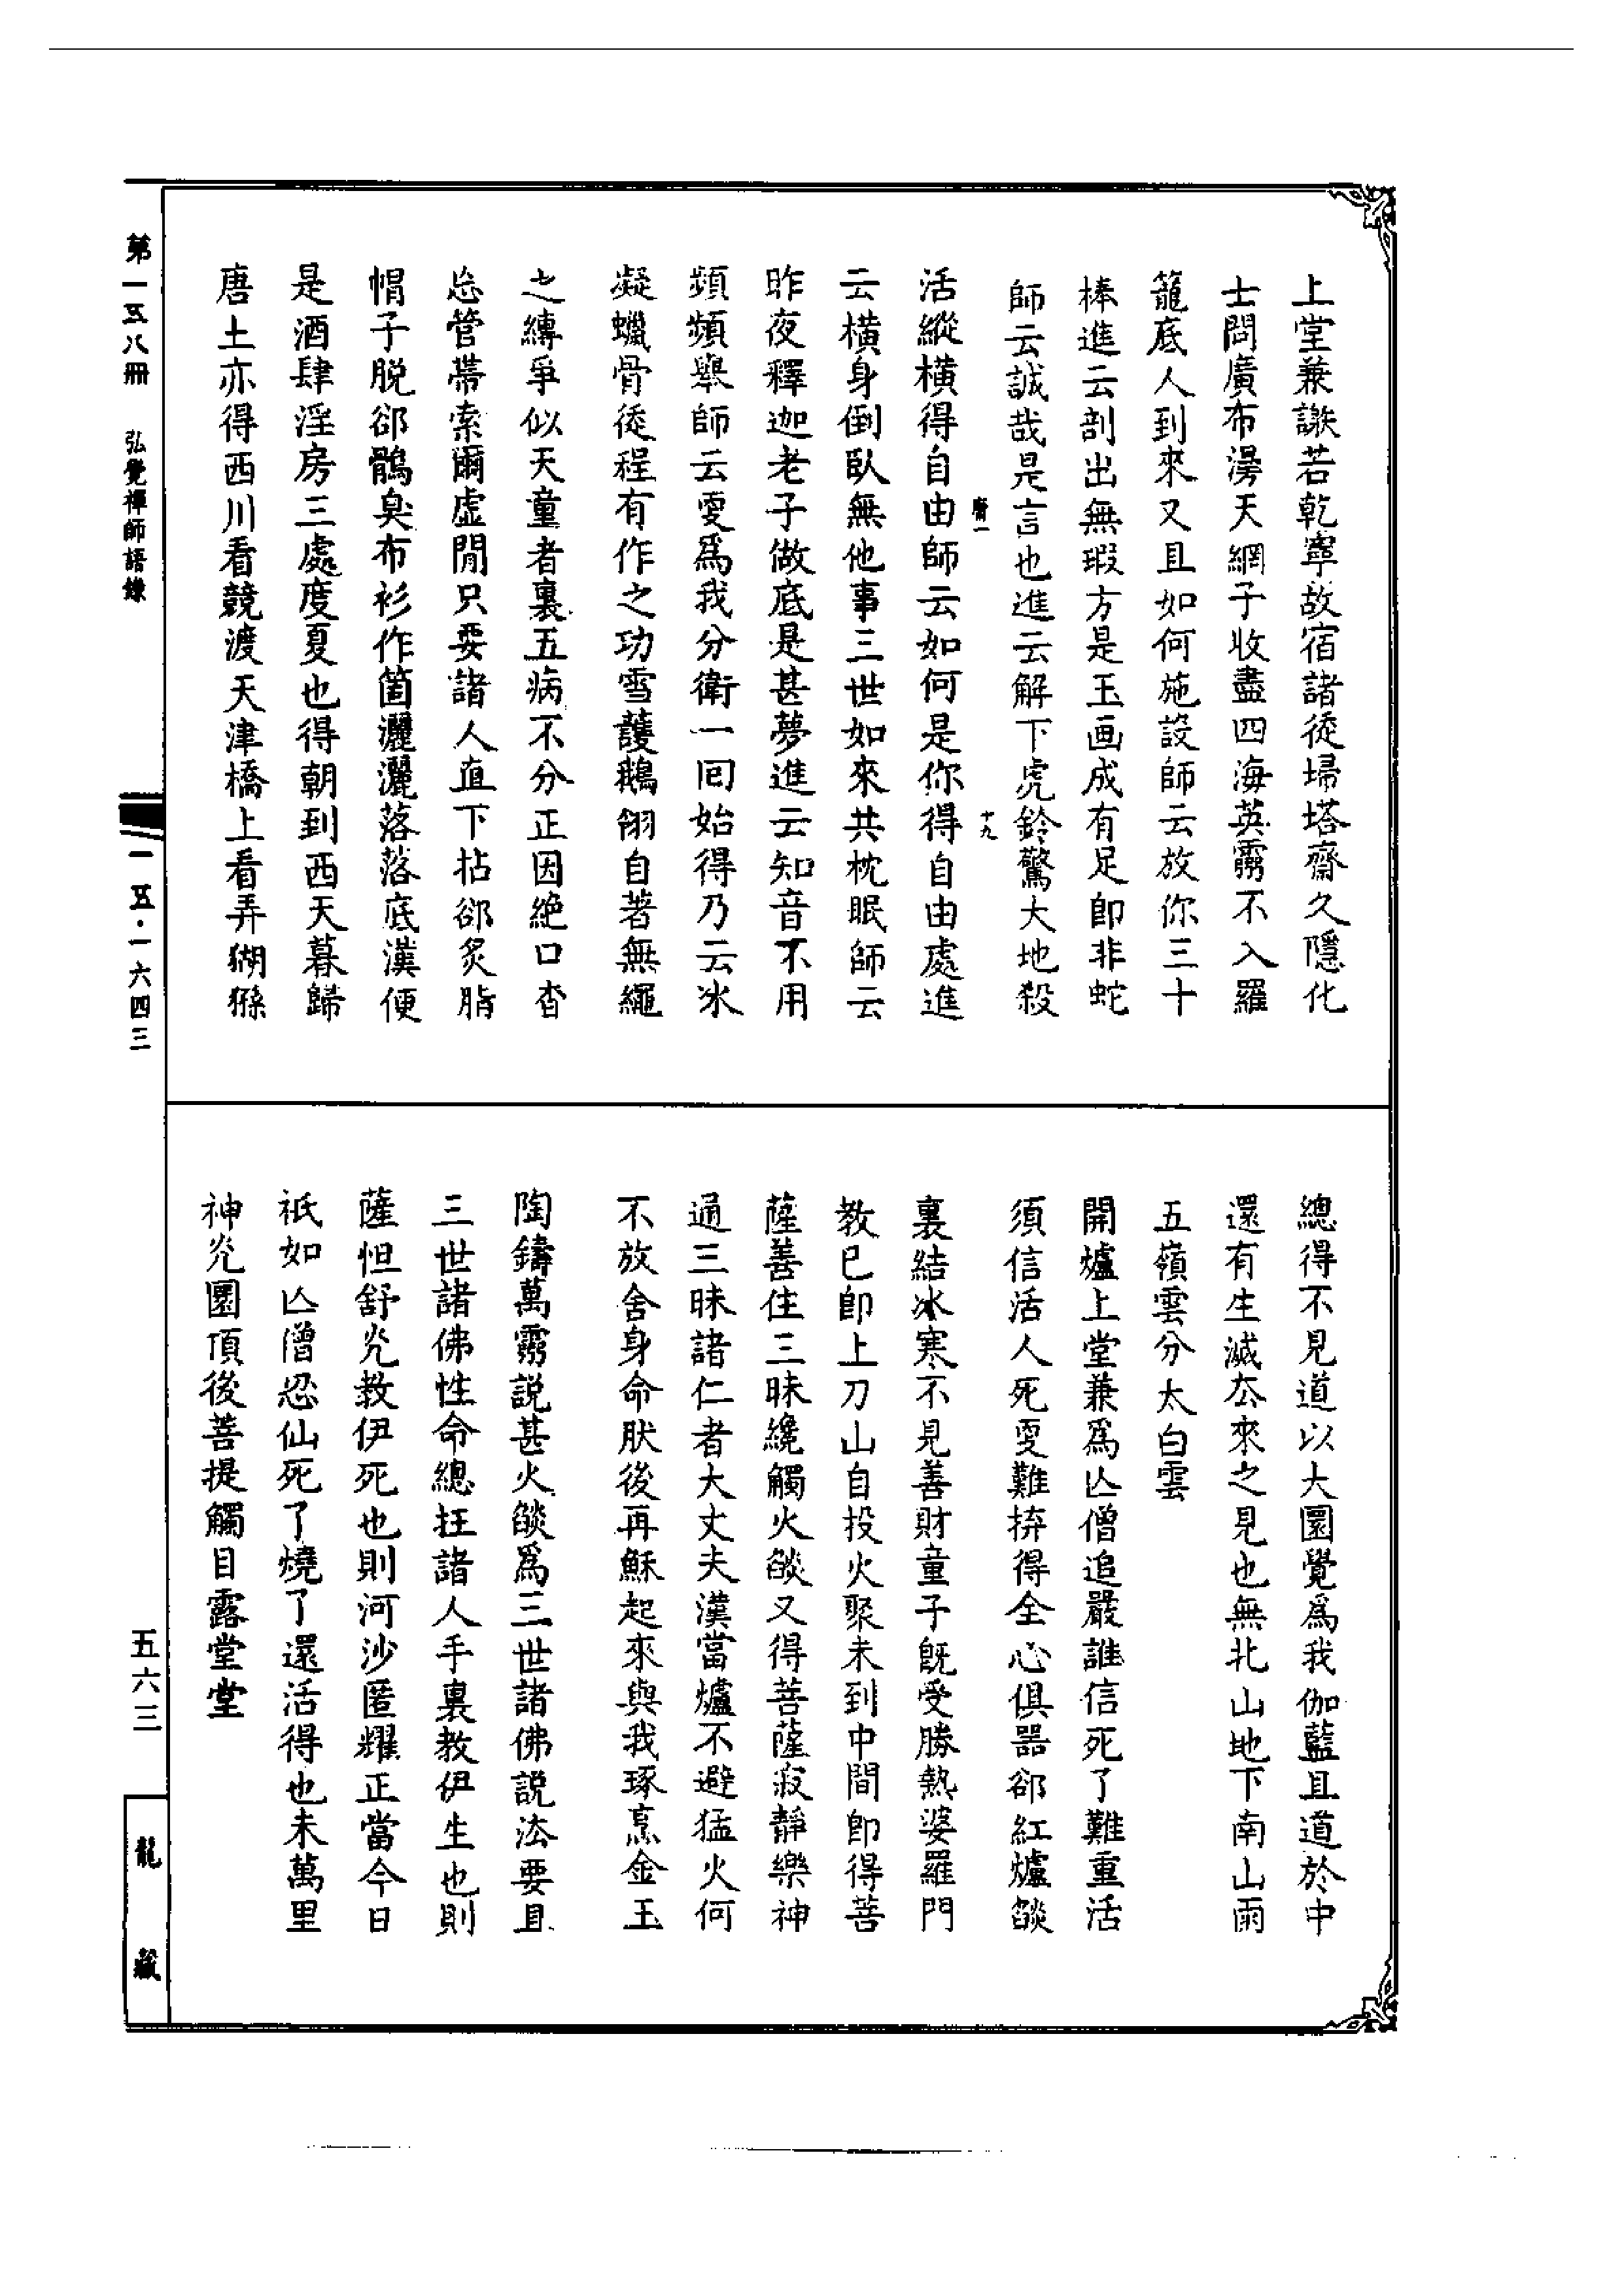 上堂兼謝若乾寧故宿諸徒埽塔齋久隱化
士問廣布漫天網子收盡四海英靈不入羅
籠底人到來又且如何施設師云放你三十
棒進云剖出無瑕方是玉画成有足即非蛇
師云誠哉是言也進云解下虎鈴驚大地殺
十九
活縱橫得自由師云如何是你得自由處進
云橫身倒臥無他事三世如來共枕眠師云
昨夜釋迦老子做底是甚夢進云知音不用
頻頻舉師云更爲我分衛一回始得乃云冰
凝蠟骨徒程有作之功雪護鵝翎自著無繩
之縛爭似天童者裏五病不分正因絶口杳
忘管帶索爾虛閒只要諸人直下拈郤炙脂
帽子脫郤鶻臭布衫作箇灑灑落落底漢便
是酒肆淫房三處度夏也得朝到西天暮歸
唐土亦得西川看競渡天津橋上看弄猢猻
總得不見道以大圓覺爲我伽藍且道於中
還有生滅厺來之見也無北山地下南山雨
五嶺雲分太白雲
開爐上堂兼爲亾僧追嚴誰信死了難重活
須信活人死更難拚得全心俱器郤紅爐燄
裏結冰寒不見善財童子旣受勝熱婆羅門
教已即上刀山自投火聚未到中間即得菩
薩善住三昧纔觸火燄又得菩薩寂靜樂神
通三昧諸仁者大丈夫漢當爐不避猛火何
不放舍身命肰後再穌起來與我琢烹金玉
陶鑄萬靈説甚火燄爲三世諸佛説法要且
三世諸佛性命總在諸人手裏教伊生也則
薩怛舒光教伊死也則河沙匿耀正當今日
祇如亾僧忍仙死了燒了還活得也未萬里
神光圓頂後菩提觸目露堂堂
第一五八冊
弘覺禪師語錄
一五·一六四三
五六三
龍藏